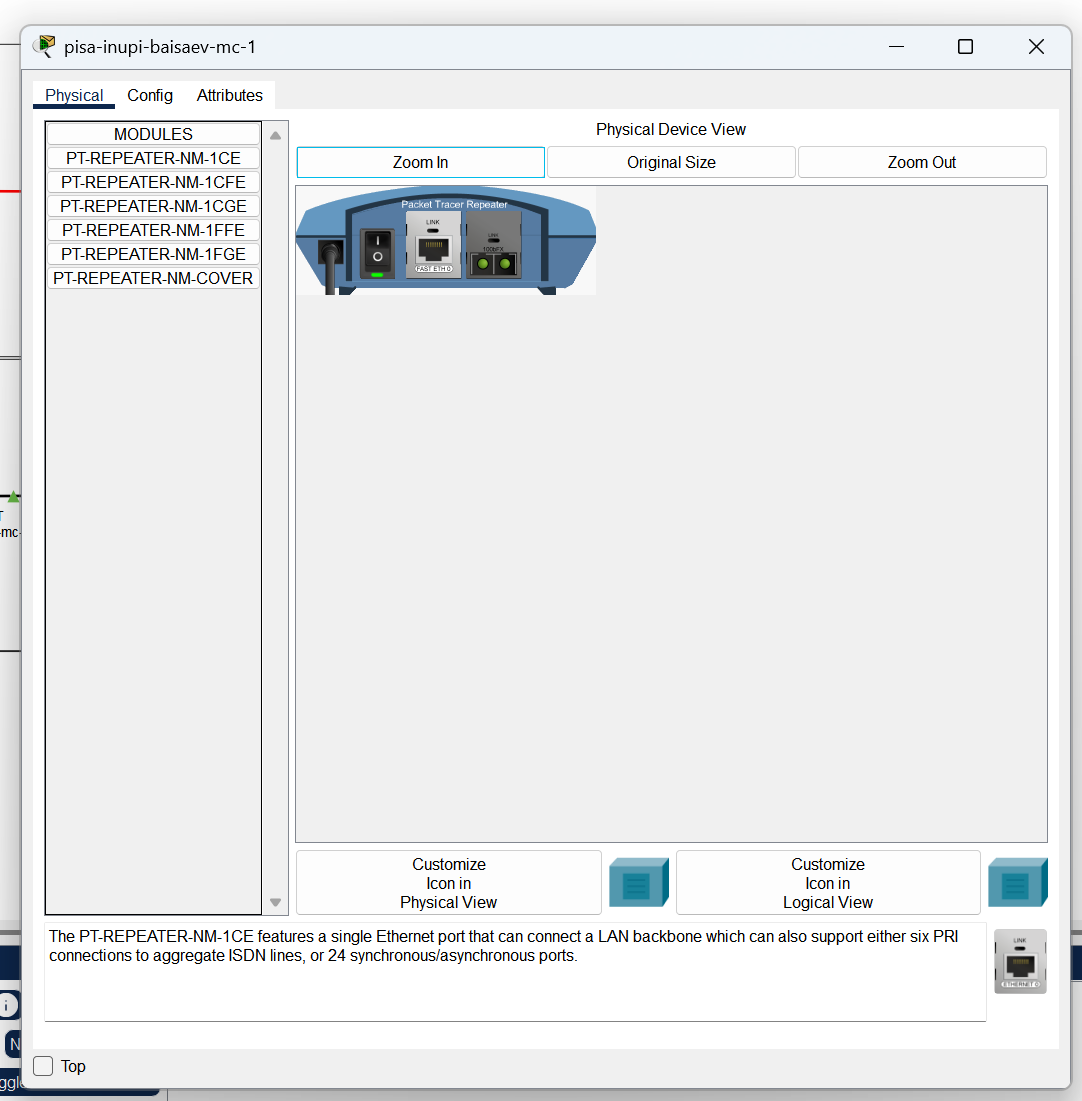 pisa-inupi-baisaev-mc-1
Physical Config Attributes
MODULES
PT-REPEATER-NM-1CE
PT-REPEATER-NM-1CFE
PT-REPEATER-NM-1CGE
PT-REPEATER-NM-1FFE
PT-REPEATER-NM-1FGE
PT-REPEATER-NM-COVER
Physical Device View
Zoom In Original Size Zoom Out
Packet Tracer Repeater
LINK
LINK
100bFX
FAST ETH 0
T
-mc-
Customize
Icon in
Physical View
Customize
Icon in
Logical View
The PT-REPEATER-NM-1CE features a single Ethernet port that can connect a LAN backbone which can also support either six PRI
connections to aggregate ISDN lines, or 24 synchronous/asynchronous ports.
LINK
i
N
Top
ggl